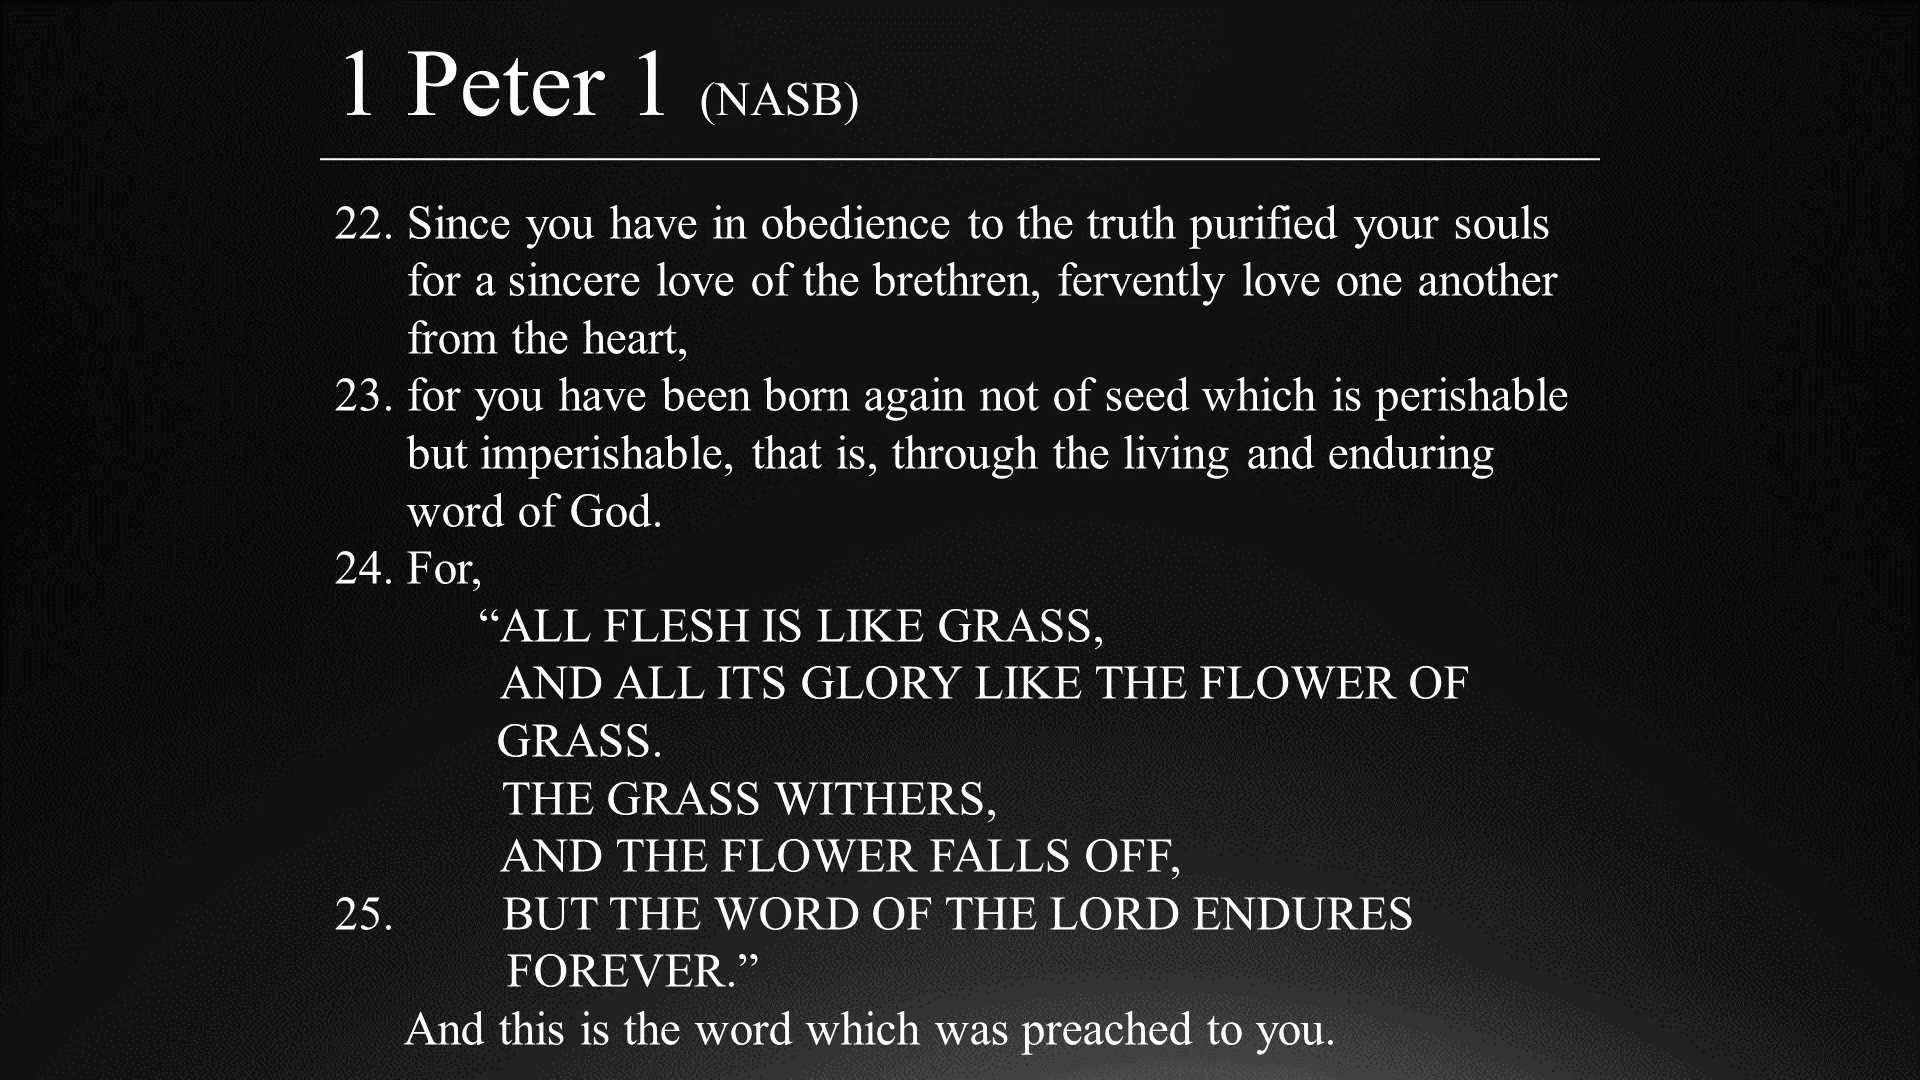 1 Peter 1 (NASB)
22. Since you have in obedience to the truth purified your souls
for a sincere love of the brethren, fervently love one another
from the heart,
23. for you have been born again not of seed which is perishable
but imperishable, that is, through the living and enduring
word of God.
24. For,
“ALL FLESH IS LIKE GRASS,
AND ALL ITS GLORY LIKE THE FLOWER OF
GRASS.
THE GRASS WITHERS,
AND THE FLOWER FALLS OFF,
25. BUT THE WORD OF THE LORD ENDURES
FOREVER.”
And this is the word which was preached to you.